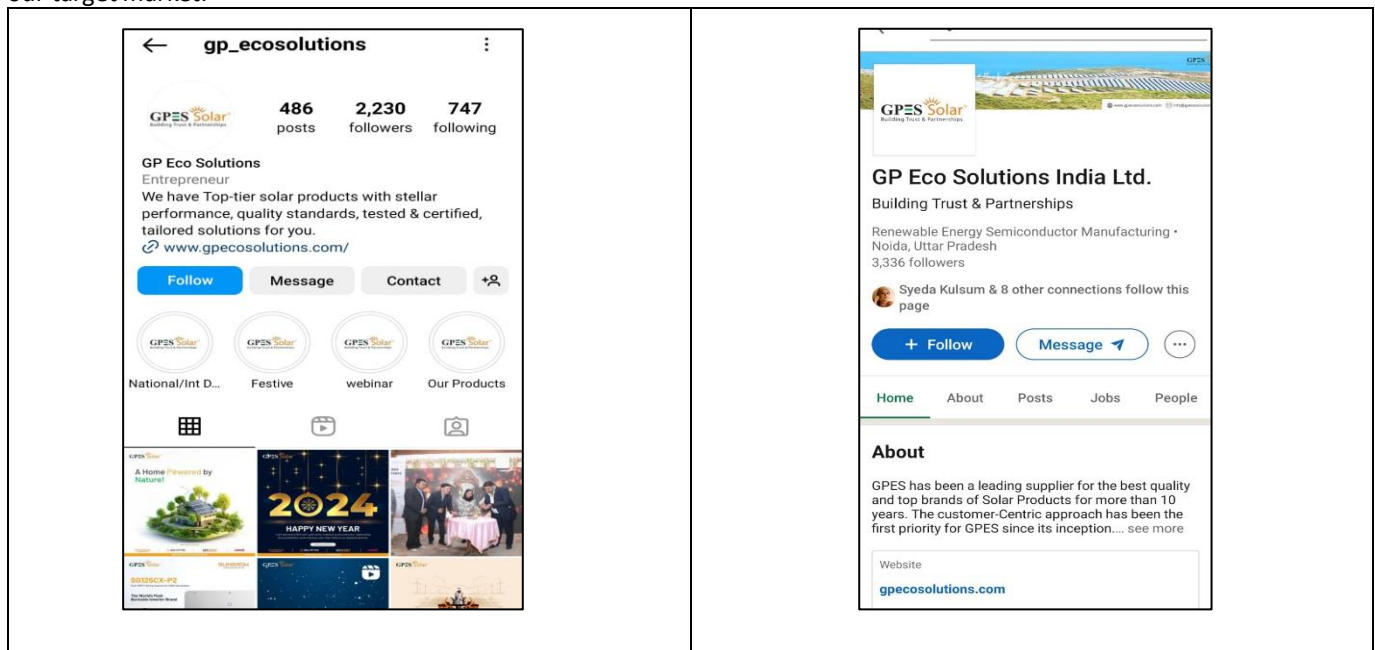 our target market.
gp_ecosolutions
GPES Solar
Building Trust & Partnerships
486 2,230 747
posts followers following
GP Eco Solutions
Entrepreneur
We have Top-tier solar products with stellar
performance, quality standards, tested & certified,
tailored solutions for you.
www.gpecosolutions.com/
Follow Message Contact
GPES Solar GPES Solar GPES Solar GPES Solar
National/Int D... Festive webinar Our Products
GPES Solar
A Home Powered by
Nature!
GPES Solar
2024
HAPPY NEW YEAR
GPES Solar
SUNGROW
SG125CX-P2
GPES Solar
GPES Solar
GPES
GPES Solar
Building Trust & Partnerships
GP Eco Solutions India Ltd.
Building Trust & Partnerships
Renewable Energy Semiconductor Manufacturing •
Noida, Uttar Pradesh
3,336 followers
Syeda Kulsum & 8 other connections follow this
page
+ Follow Message
Home About Posts Jobs People
About
GPES has been a leading supplier for the best quality
and top brands of Solar Products for more than 10
years. The customer-Centric approach has been the
first priority for GPES since its inception.... see more
Website
gpecosolutions.com